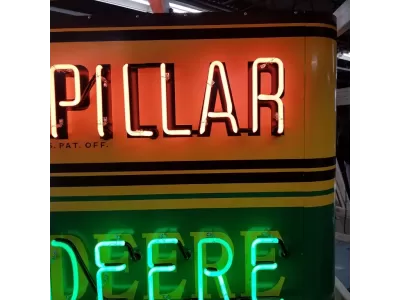 PILLAR
S. PAT. OFF.
DEERE